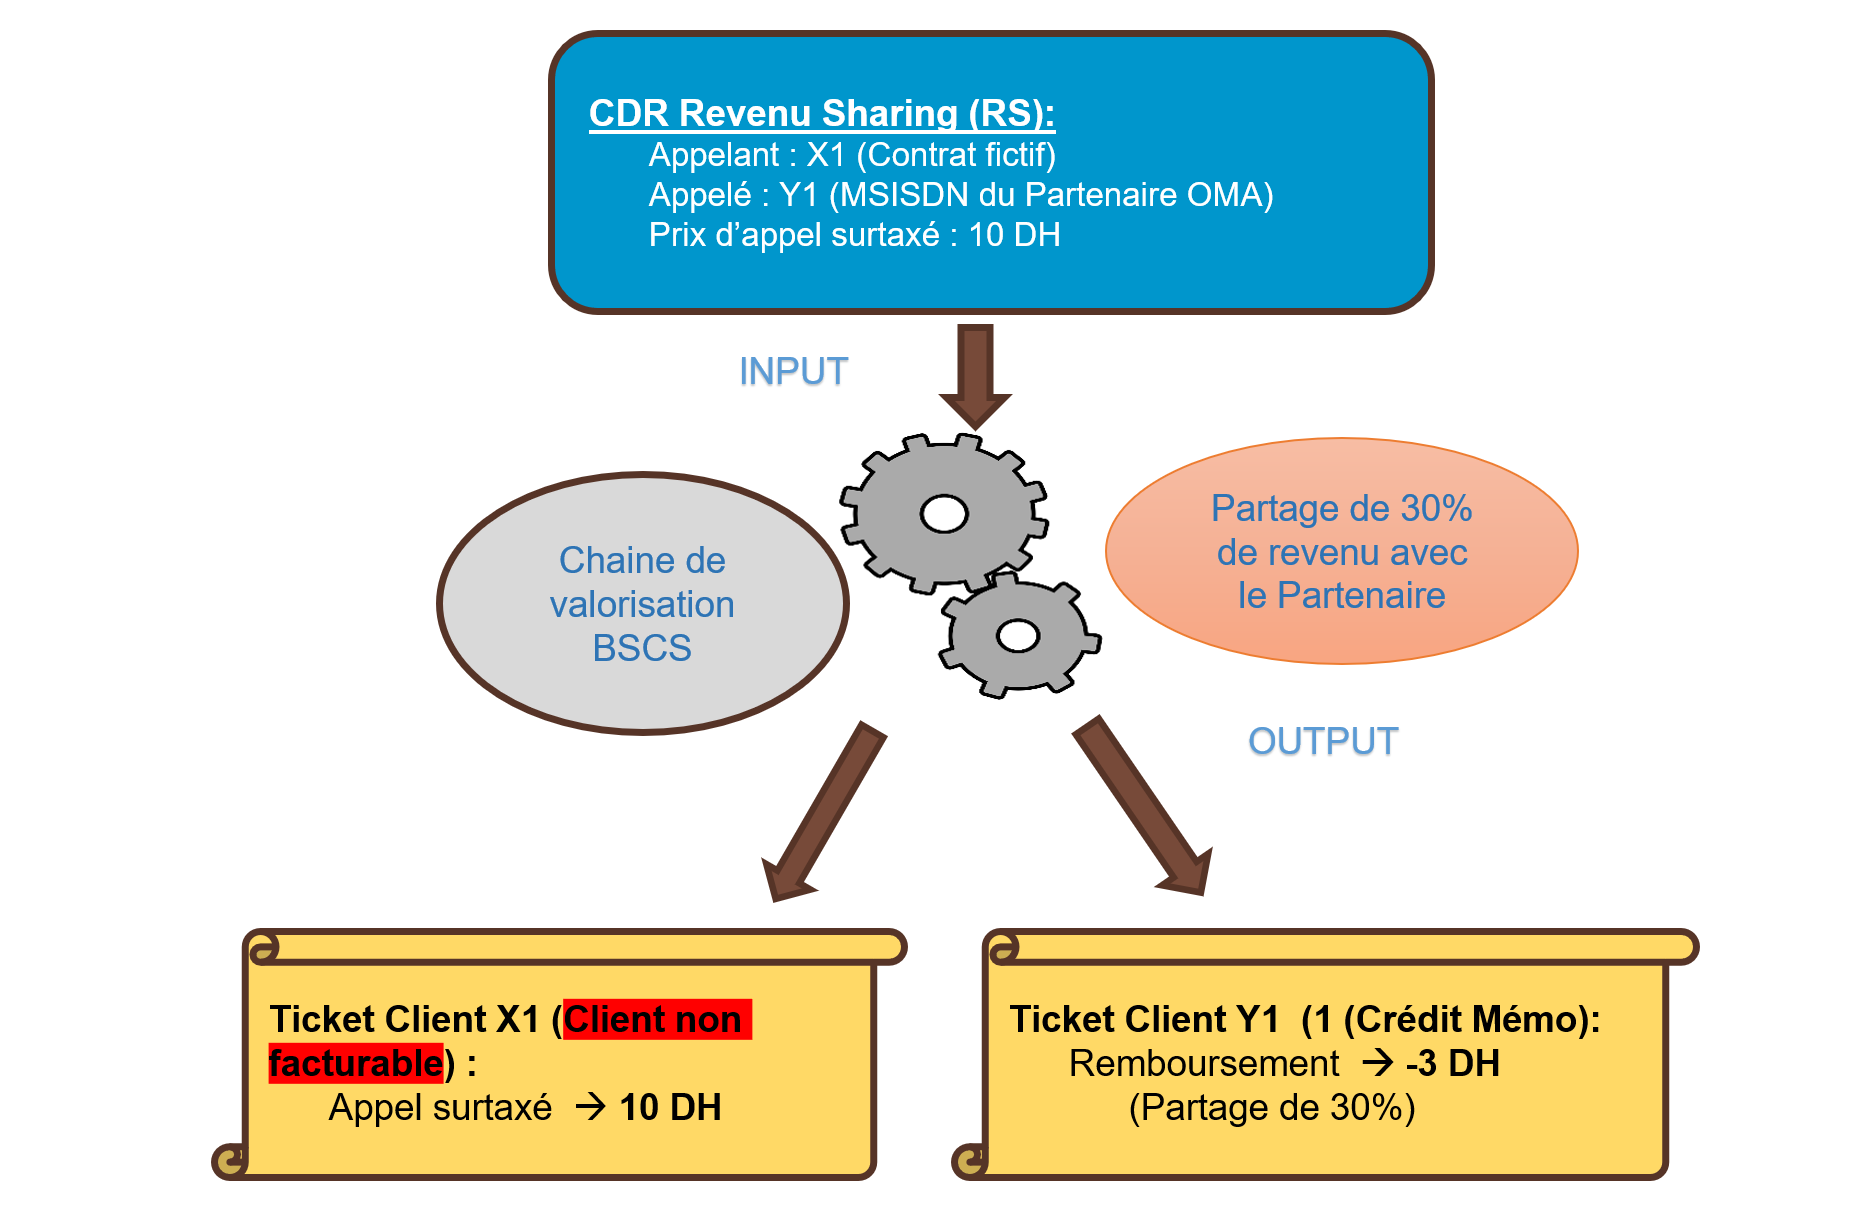 CDR Revenu Sharing (RS):
Appelant : X1 (Contrat fictif)
Appelé : Y1 (MSISDN du Partenaire OMA)
Prix d’appel surtaxé : 10 DH
INPUT
Chaine de
valorisation
BSCS
Partage de 30%
de revenu avec
le Partenaire
OUTPUT
Ticket Client X1 (Client non
facturable) :
Appel surtaxé → 10 DH
Ticket Client Y1 (1 (Crédit Mémo):
Remboursement → -3 DH
(Partage de 30%)